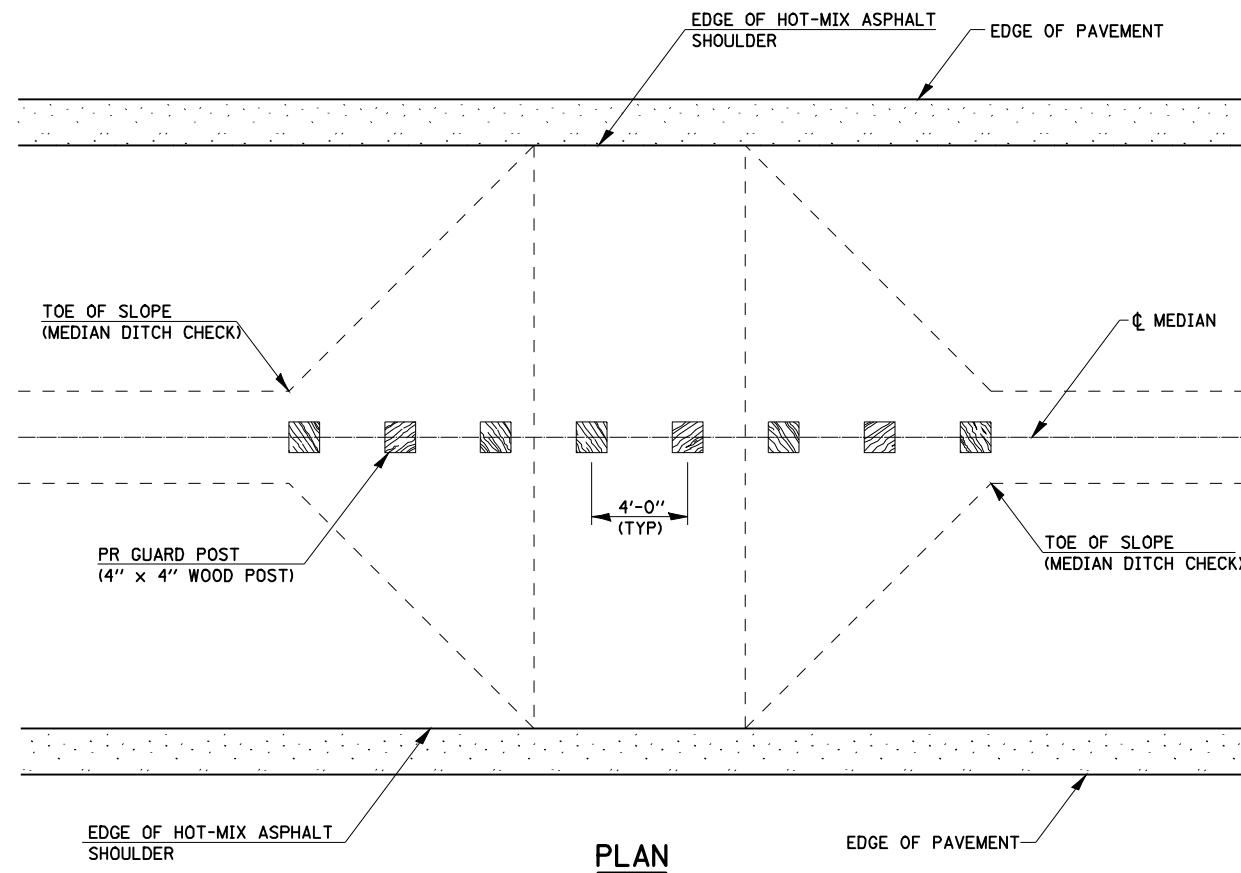 EDGE OF HOT-MIX ASPHALT
SHOULDER
EDGE OF PAVEMENT
TOE OF SLOPE
(MEDIAN DITCH CHECK)
℄ MEDIAN
4'-0"
(TYP)
PR GUARD POST
(4" x 4" WOOD POST)
TOE OF SLOPE
(MEDIAN DITCH CHECK)
EDGE OF HOT-MIX ASPHALT
SHOULDER
EDGE OF PAVEMENT
PLAN